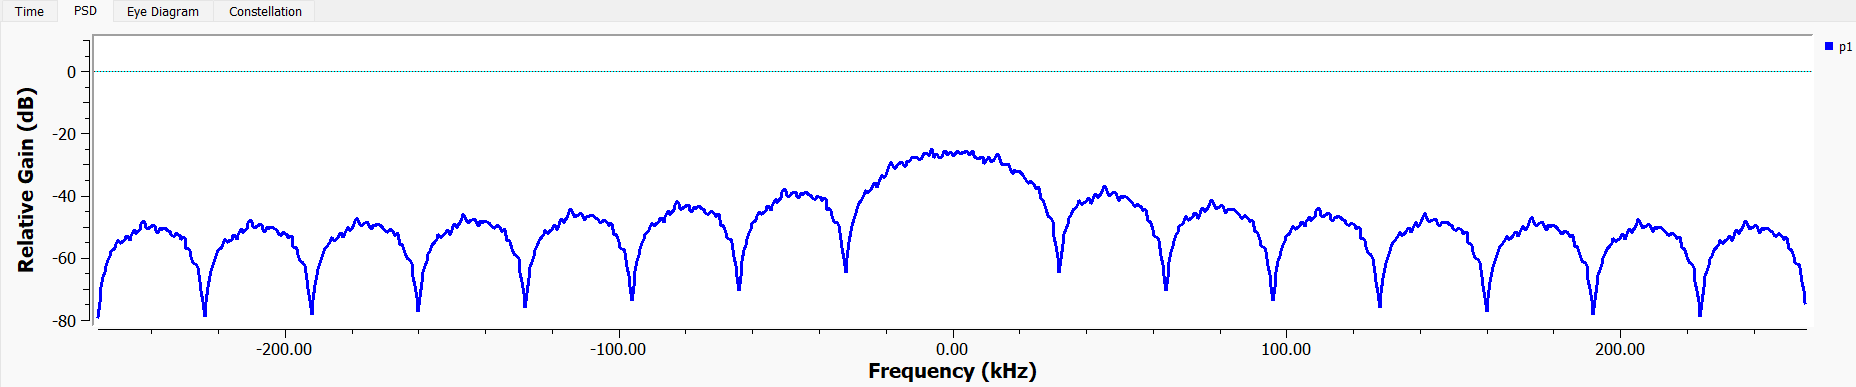 Time PSD Eye Diagram Constellation
p1
Relative Gain (dB)
0
-20
-40
-60
-80
-200.00 -100.00 0.00 100.00 200.00
Frequency (kHz)